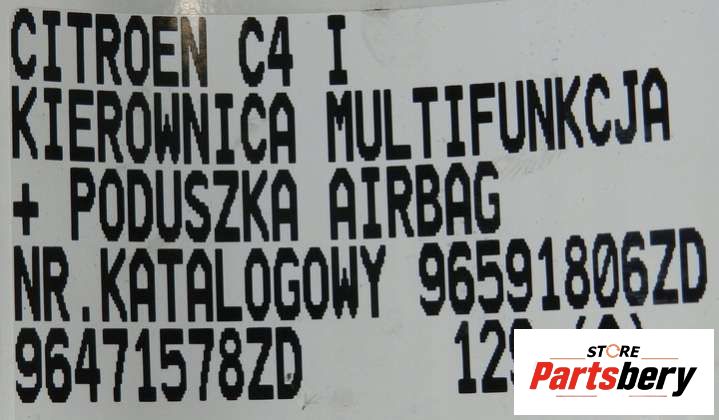 CITROEN C4 I
KIEROWNICA MULTIFUNKCJA
+ PODUSZKA AIRBAG
NR.KATALOGOWY 96591806ZD
96471578ZD
STORE
Partsbery